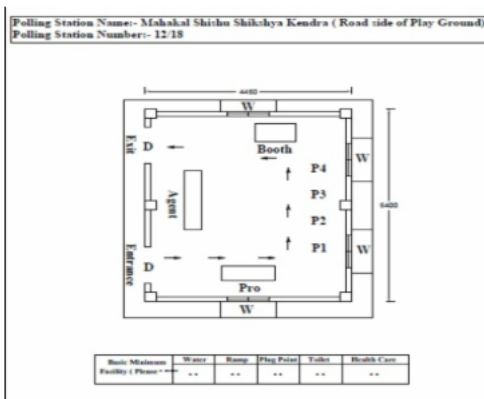 Polling Station Name:- Mahakal Shishu Shikshya Kendra ( Road side of Play Ground)
Polling Station Number:- 12/18
4480
W
Exit
D
Booth
W
P4
Agent
P3
P2
5400
Entrance
D
P1
W
Pro
W
Basic Minimum Facility ( Please
Water
Ramp
Plug Point
Toilet
Health Care
- -
- -
- -
- -
- -